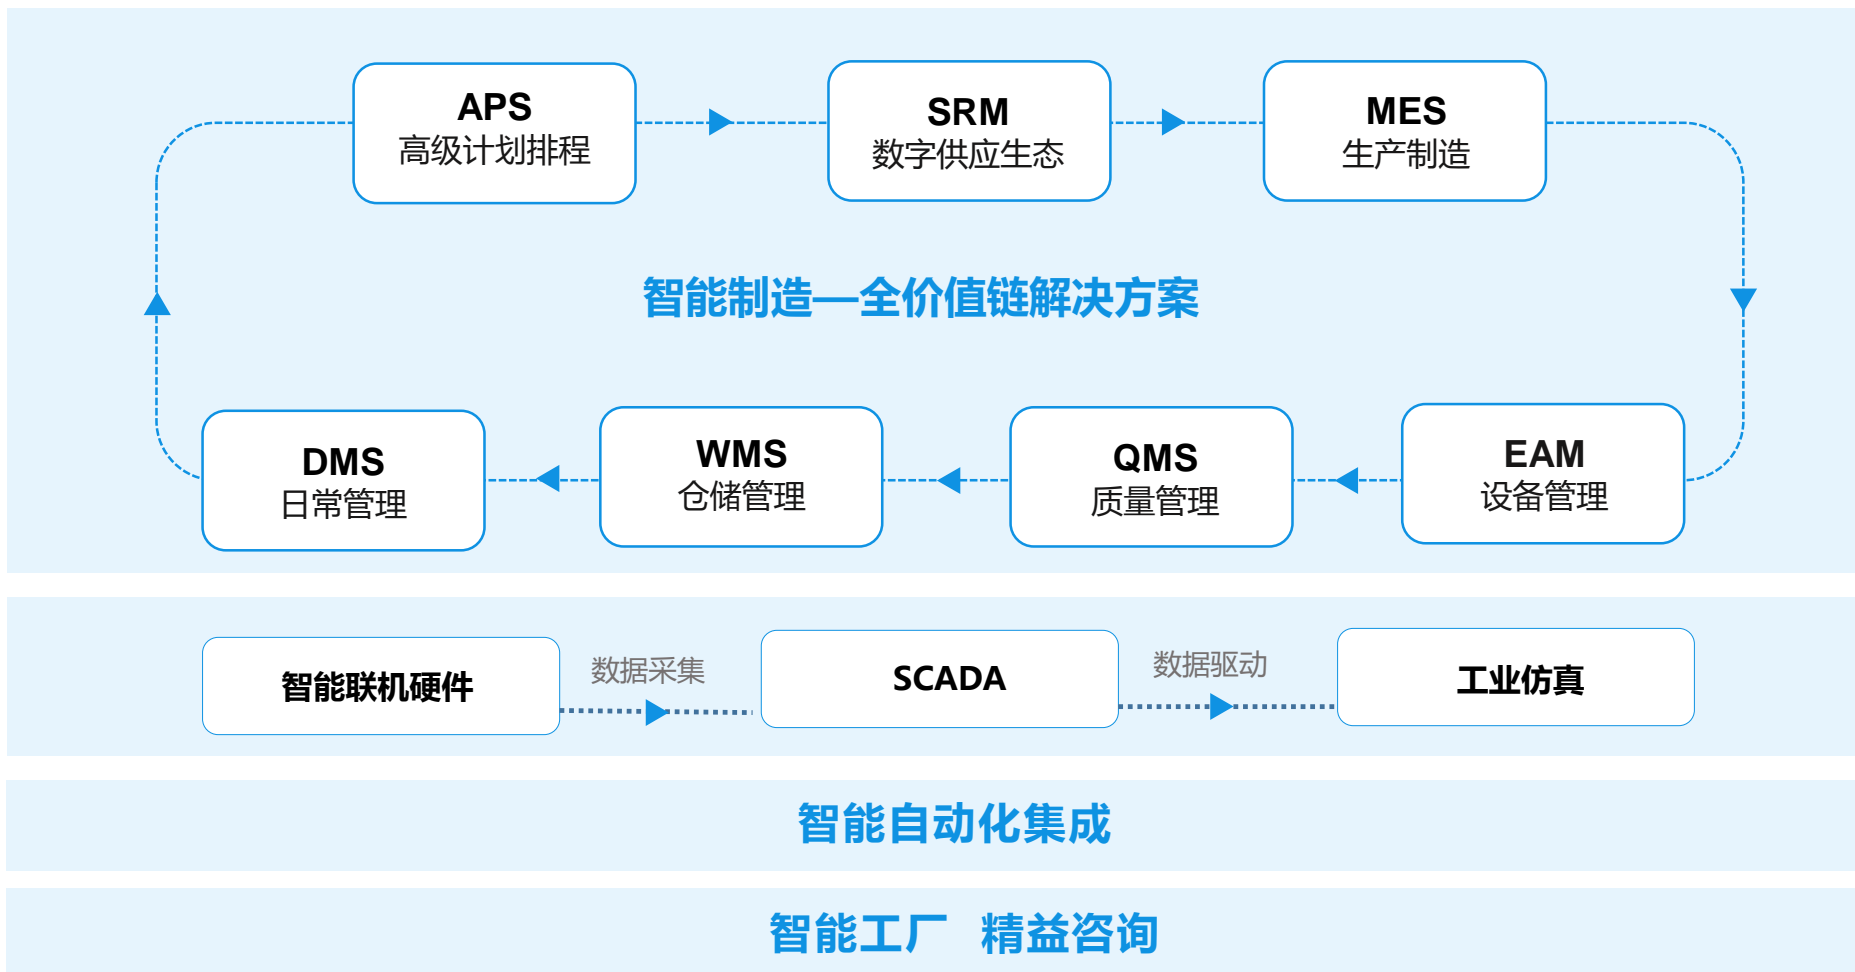 APS
高级计划排程
SRM
数字供应生态
MES
生产制造
智能制造—全价值链解决方案
DMS
日常管理
WMS
仓储管理
QMS
质量管理
EAM
设备管理
智能联机硬件
数据采集
SCADA
数据驱动
工业仿真
智能自动化集成
智能工厂 精益咨询